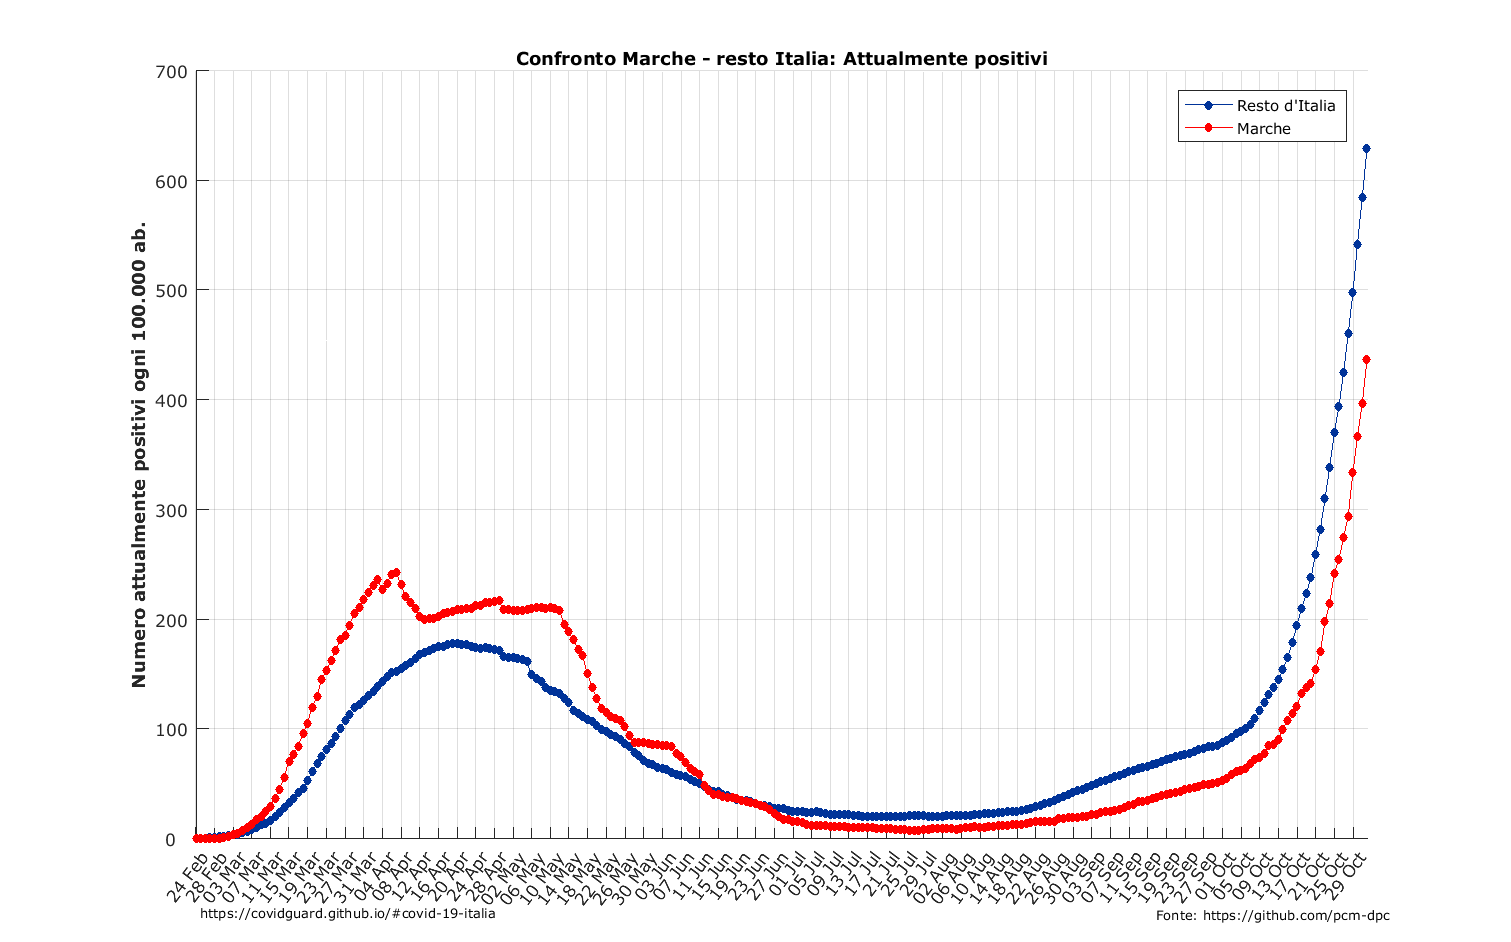 Confronto Marche - resto Italia: Attualmente positivi
Resto d'Italia
Marche
Numero attualmente positivi ogni 100.000 ab.
700
600
500
400
300
200
100
0
24 Feb
28 Feb
03 Mar
07 Mar
11 Mar
15 Mar
19 Mar
23 Mar
27 Mar
31 Mar
04 Apr
08 Apr
12 Apr
16 Apr
20 Apr
24 Apr
28 Apr
02 May
06 May
10 May
14 May
18 May
22 May
26 May
30 May
03 Jun
07 Jun
11 Jun
15 Jun
19 Jun
23 Jun
27 Jun
01 Jul
05 Jul
09 Jul
13 Jul
17 Jul
21 Jul
25 Jul
29 Jul
02 Aug
06 Aug
10 Aug
14 Aug
18 Aug
22 Aug
26 Aug
30 Aug
03 Sep
07 Sep
11 Sep
15 Sep
19 Sep
23 Sep
27 Sep
01 Oct
05 Oct
09 Oct
13 Oct
17 Oct
21 Oct
25 Oct
29 Oct
https://covidguard.github.io/#covid-19-italia
Fonte: https://github.com/pcm-dpc